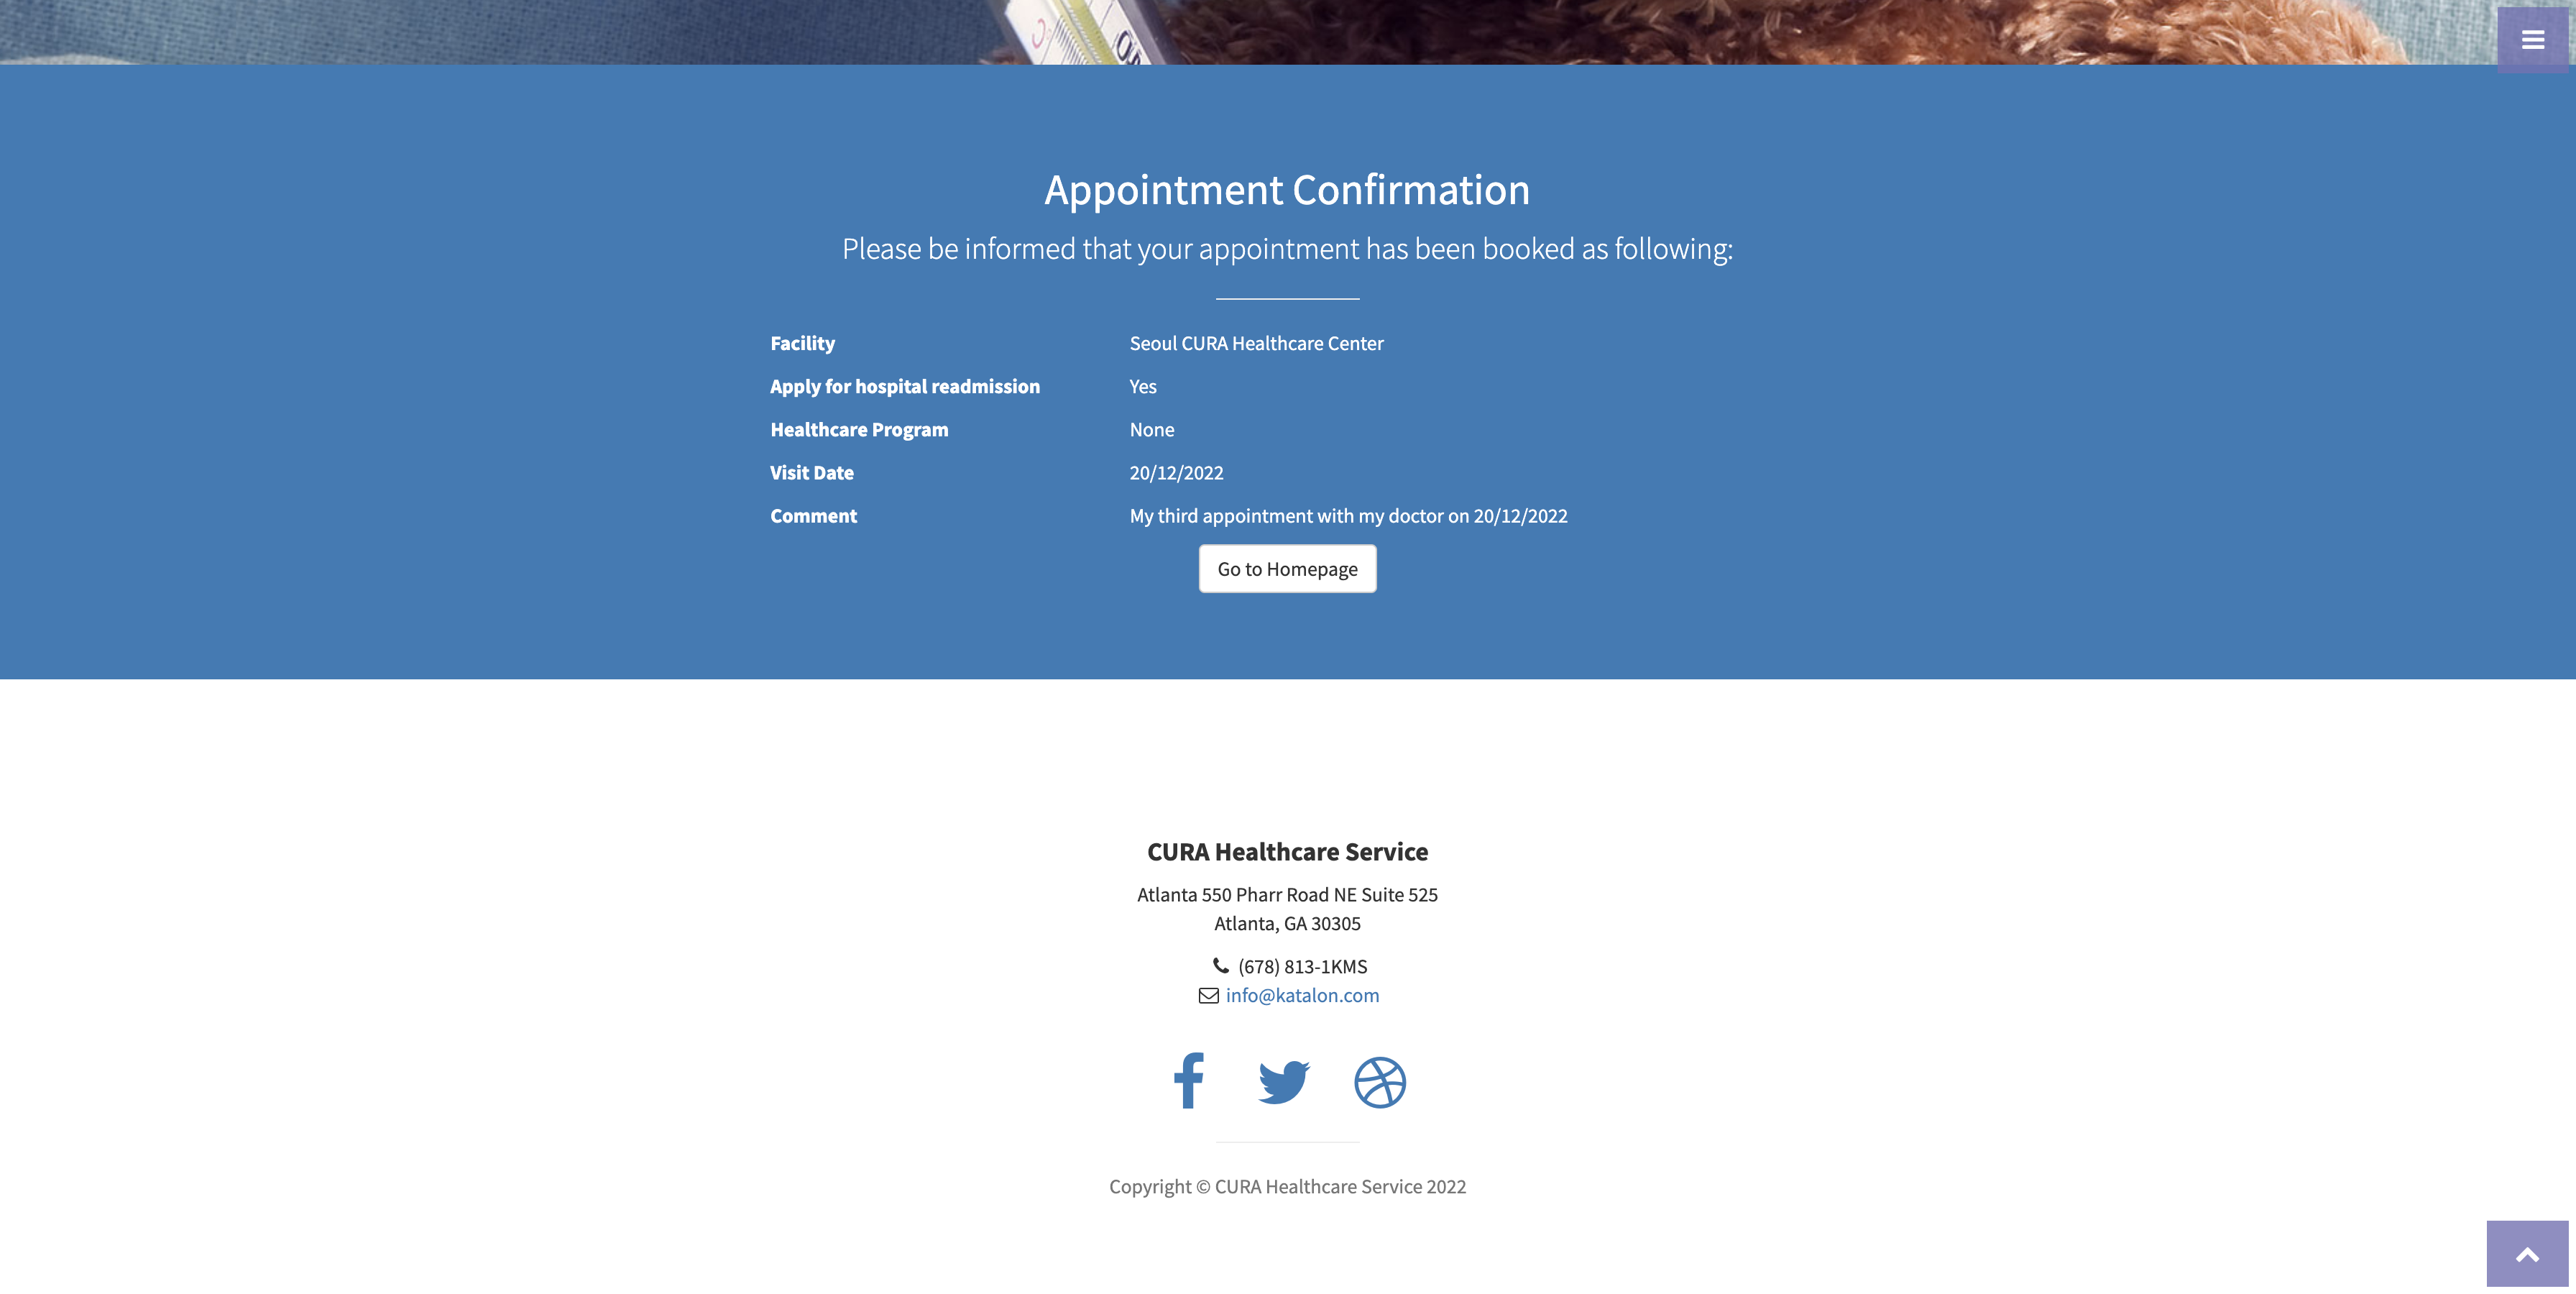 Appointment Confirmation
Please be informed that your appointment has been booked as following:
Facility Seoul CURA Healthcare Center
Apply for hospital readmission Yes
Healthcare Program None
Visit Date 20/12/2022
Comment My third appointment with my doctor on 20/12/2022
Go to Homepage
CURA Healthcare Service
Atlanta 550 Pharr Road NE Suite 525
Atlanta, GA 30305
(678) 813-1KMS
info@katalon.com
Copyright © CURA Healthcare Service 2022